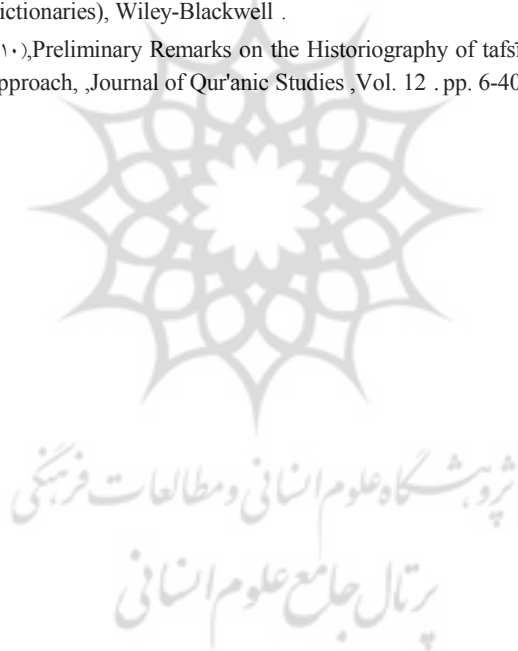 ictionaries), Wiley-Blackwell .
۱۰),Preliminary Remarks on the Historiography of tafsī
pproach, ,Journal of Qur'anic Studies ,Vol. 12 . pp. 6-40
پژوهشگاه علوم انسانی و مطالعات فرهنگی
پرتال جامع علوم انسانی